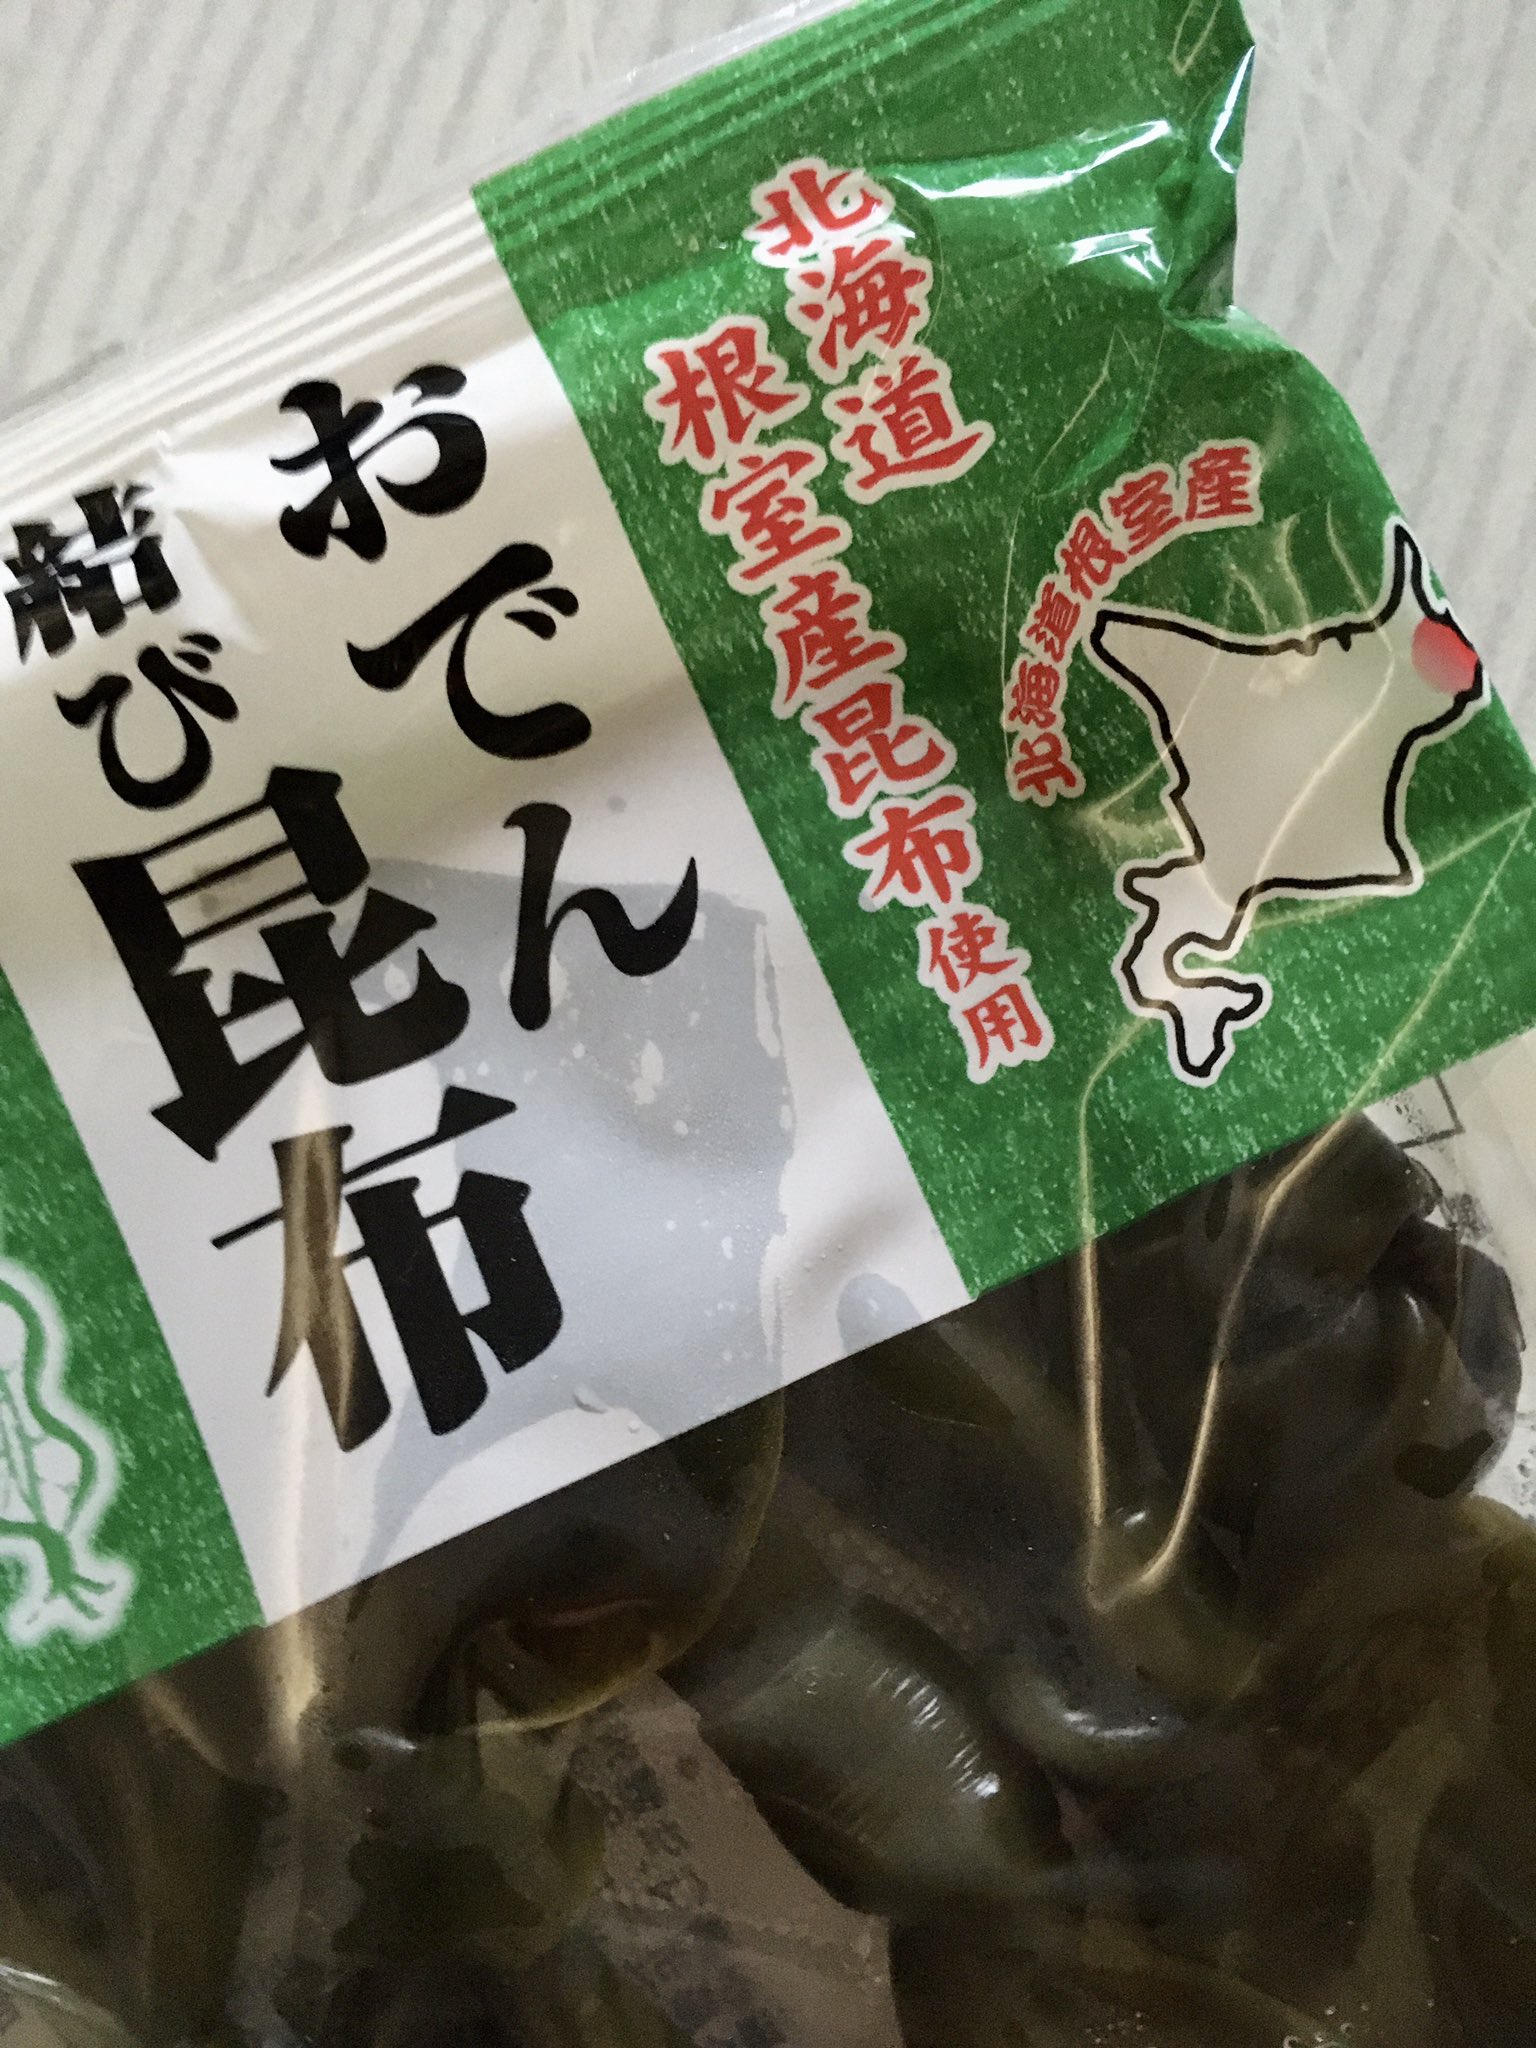 北海道
根室産昆布使用
北海道根室産
おでん
結び昆布